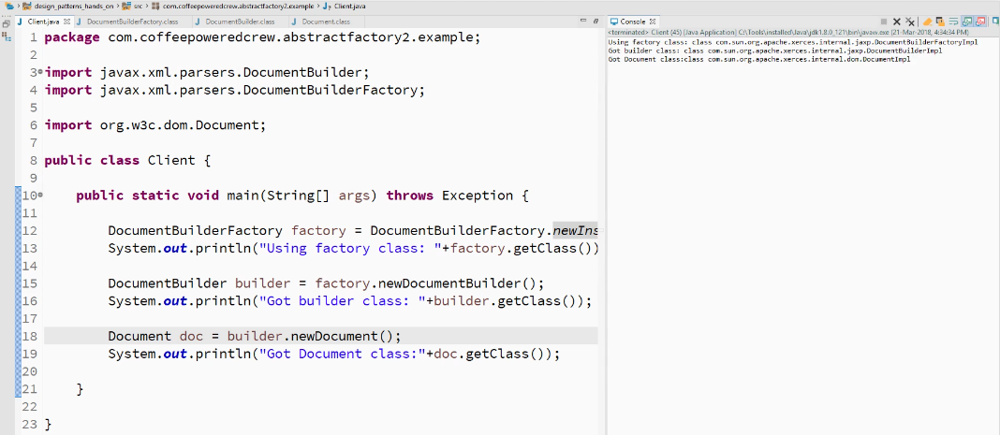 design_patterns_hands_on src com.coffeepoweredcrew.abstractfactory2.example Client.java
Client.java DocumentBuilderFactory.class DocumentBuilder.class Document.class
1 package com.coffeepoweredcrew.abstractfactory2.example;
2
3 import javax.xml.parsers.DocumentBuilder;
4 import javax.xml.parsers.DocumentBuilderFactory;
5
6 import org.w3c.dom.Document;
7
8 public class Client {
9
10 public static void main(String[] args) throws Exception {
11
12 DocumentBuilderFactory factory = DocumentBuilderFactory.newIns
13 System.out.println("Using factory class: "+factory.getClass())
14
15 DocumentBuilder builder = factory.newDocumentBuilder();
16 System.out.println("Got builder class: "+builder.getClass());
17
18 Document doc = builder.newDocument();
19 System.out.println("Got Document class:"+doc.getClass());
20
21 }
22
23 }
Console
<terminated> Client (45) [Java Application] C:\Tools\installed\Java\jdk1.8.0_121\bin\javaw.exe (21-Mar-2018, 4:34:34 PM)
Using factory class: class com.sun.org.apache.xerces.internal.jaxp.DocumentBuilderFactoryImpl
Got builder class: class com.sun.org.apache.xerces.internal.jaxp.DocumentBuilderImpl
Got Document class:class com.sun.org.apache.xerces.internal.dom.DocumentImpl